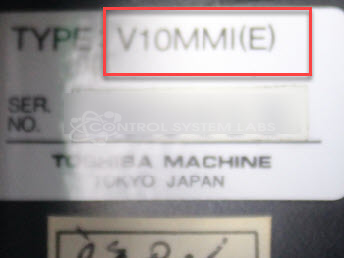 TYPE V10MMI(E)
SER.
NO.
CONTROL SYSTEM LABS
TOSHIBA MACHINE
TOKYO JAPAN